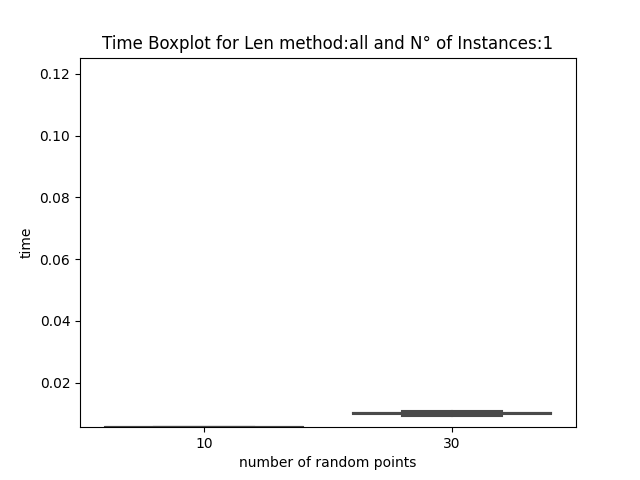 Time Boxplot for Len method:all and N° of Instances:1
0.12
0.10
0.08
0.06
0.04
0.02
time
10 30
number of random points